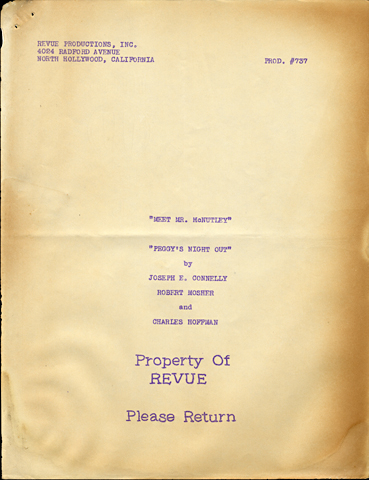 REVUE PRODUCTIONS, INC.
4024 RADFORD AVENUE
NORTH HOLLYWOOD, CALIFORNIA PROD. #737
"MEET MR. McNUTLEY"
"PEGGY'S NIGHT OUT"
by
JOSEPH E. CONNELLY
ROBERT MOSHER
and
CHARLES HOFFMAN
Property Of
REVUE
Please Return